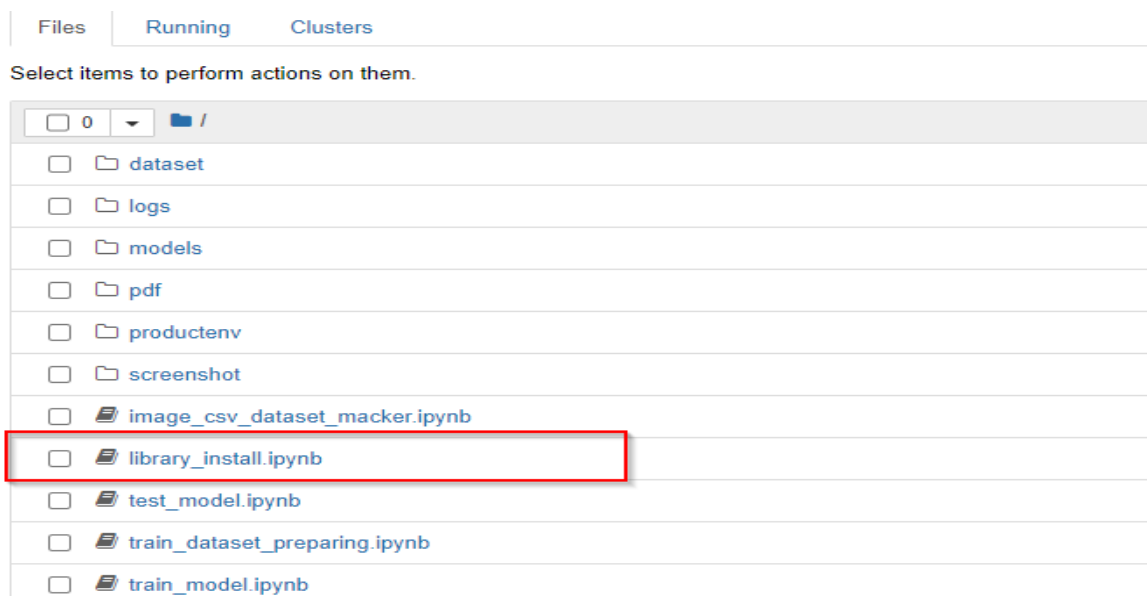 Files Running Clusters
Select items to perform actions on them.
0 /
dataset
logs
models
pdf
productenv
screenshot
image_csv_dataset_macker.ipynb
library_install.ipynb
test_model.ipynb
train_dataset_preparing.ipynb
train_model.ipynb